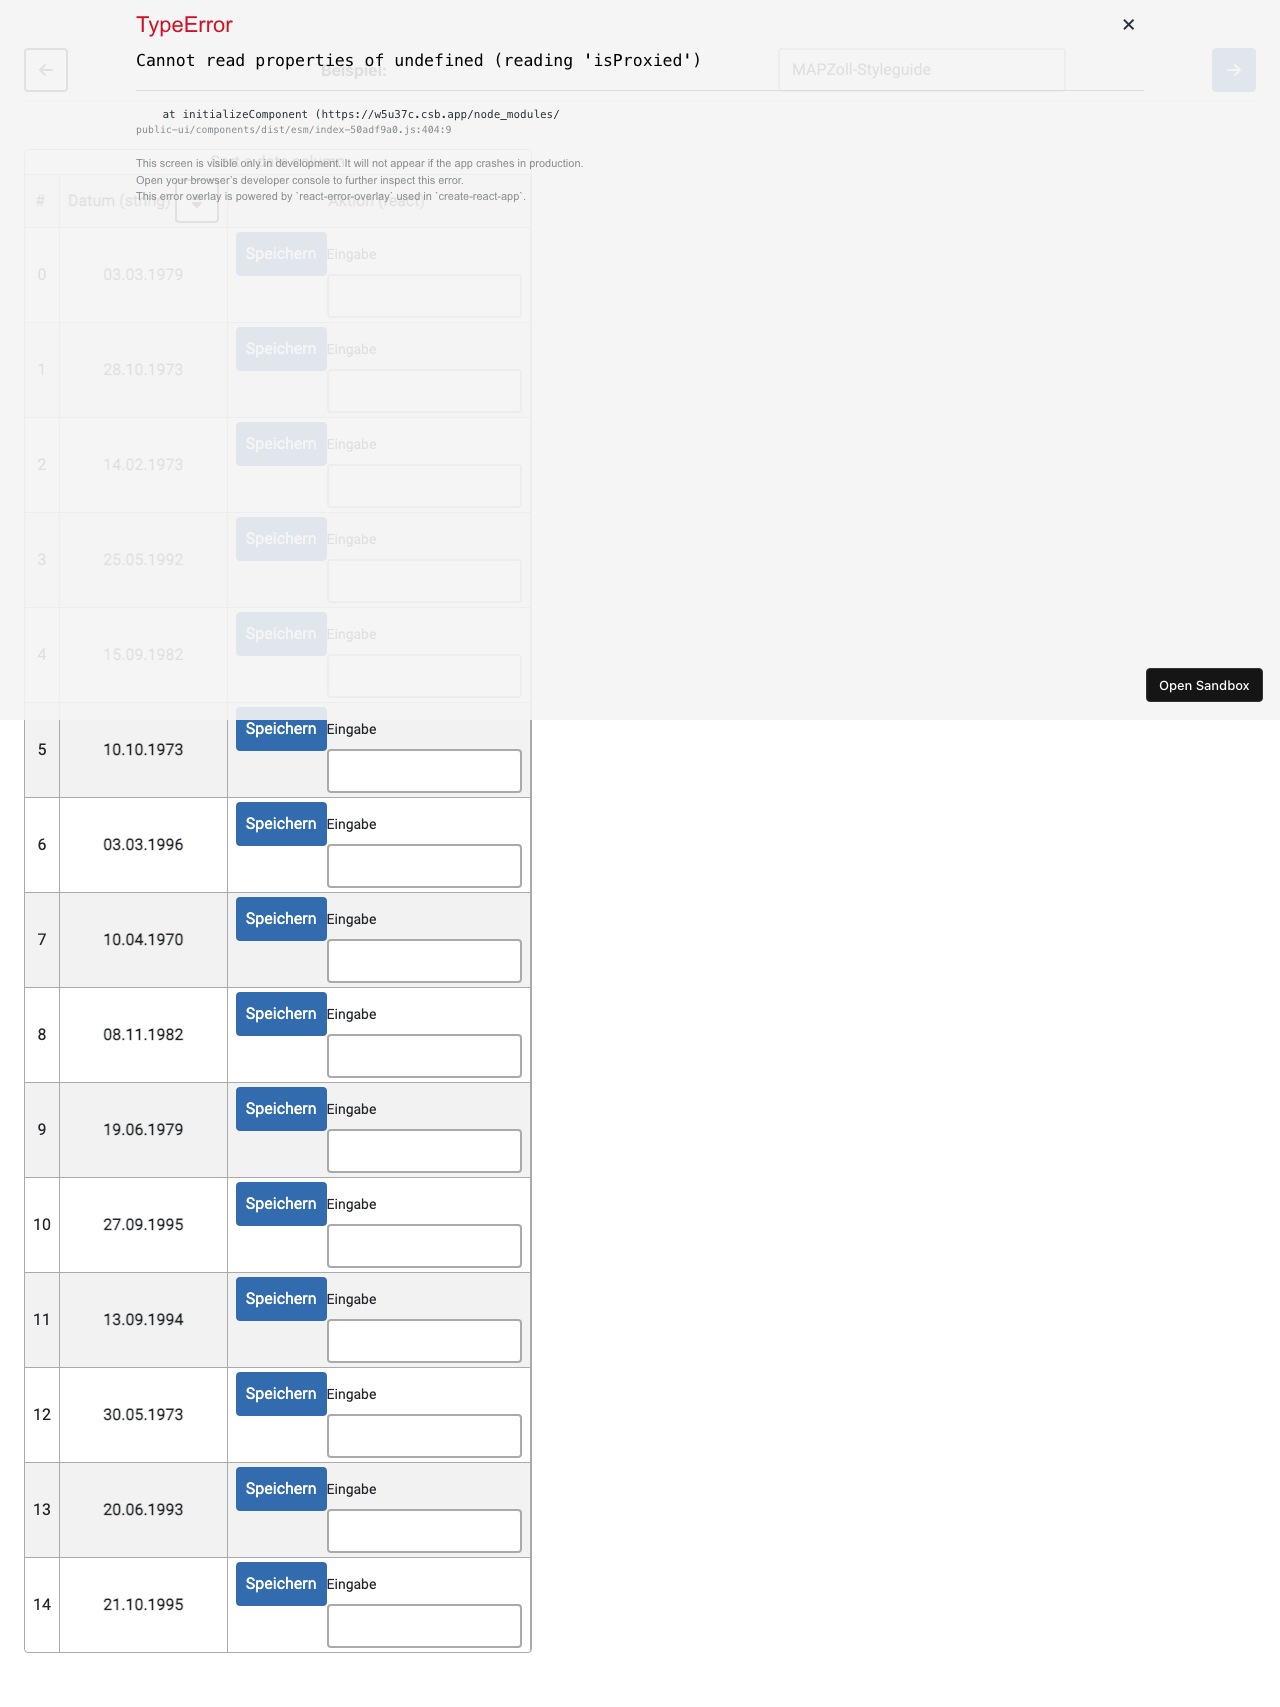 TypeError
Cannot read properties of undefined (reading 'isProxied')
Beispiel:
MAPZoll-Styleguide
at initializeComponent (https://w5u37c.csb.app/node_modules/
public-ui/components/dist/esm/index-50adf9a0.js:404:9
This screen is visible only in development. It will not appear if the app crashes in production.
Open your browser's developer console to further inspect this error.
This error overlay is powered by `react-error-overlay` used in `create-react-app`.
# Datum (string) Aktion (react)
0 03.03.1979 Speichern Eingabe
1 28.10.1973 Speichern Eingabe
2 14.02.1973 Speichern Eingabe
3 25.05.1992 Speichern Eingabe
4 15.09.1982 Speichern Eingabe
Open Sandbox
5 10.10.1973 Speichern Eingabe
6 03.03.1996 Speichern Eingabe
7 10.04.1970 Speichern Eingabe
8 08.11.1982 Speichern Eingabe
9 19.06.1979 Speichern Eingabe
10 27.09.1995 Speichern Eingabe
11 13.09.1994 Speichern Eingabe
12 30.05.1973 Speichern Eingabe
13 20.06.1993 Speichern Eingabe
14 21.10.1995 Speichern Eingabe